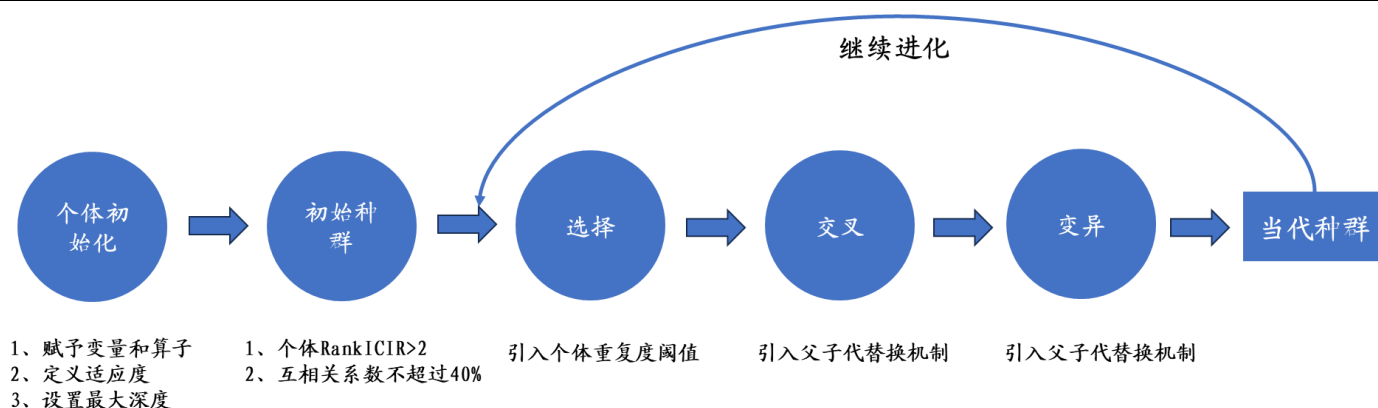 继续进化
个体初
始化
初始种
群
选择
交叉
变异
当代种群
1、赋予变量和算子
2、定义适应度
3、设置最大深度
1、个体RankICIR>2
2、互相关系数不超过40%
引入个体重复度阈值
引入父子代替换机制
引入父子代替换机制